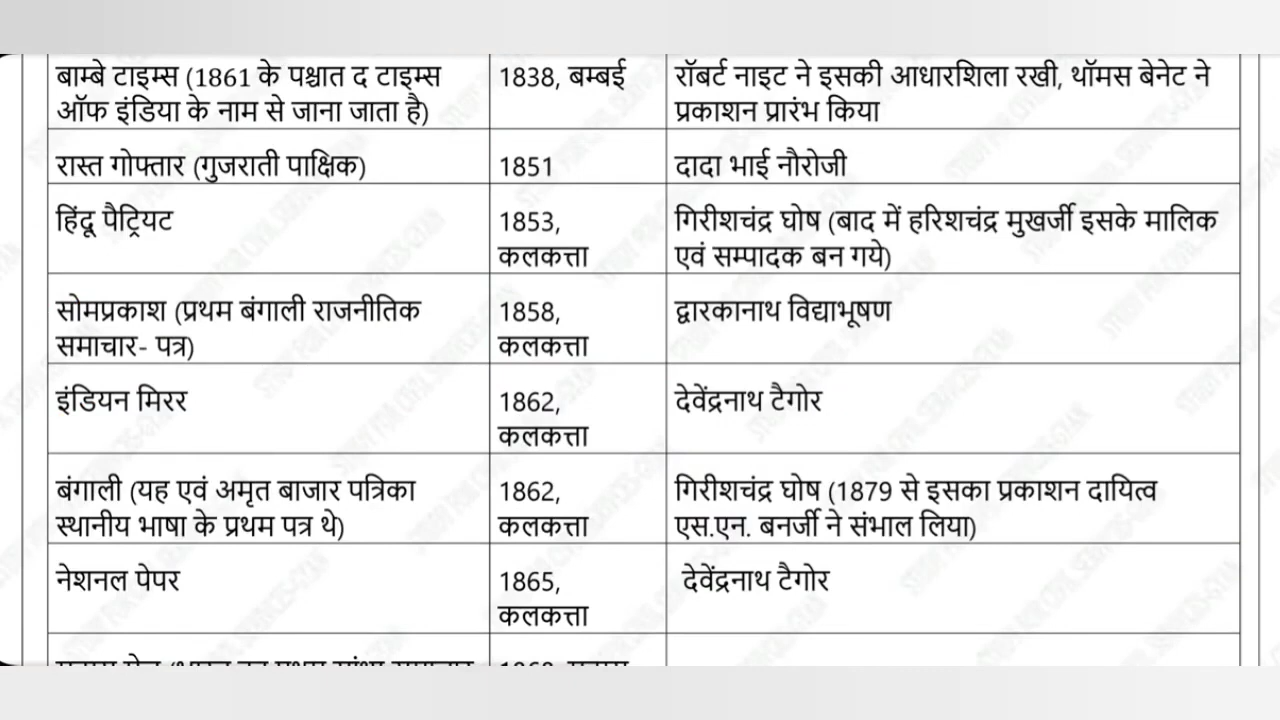 बाम्बे टाइम्स (1861 के पश्चात द टाइम्स
ऑफ इंडिया के नाम से जाना जाता है)
1838, बम्बई
रॉबर्ट नाइट ने इसकी आधारशिला रखी, थॉमस बेनेट ने
प्रकाशन प्रारंभ किया
रास्त गोफ्तार (गुजराती पाक्षिक)
1851
दादा भाई नौरोजी
हिंदू पैट्रियट
1853,
कलकत्ता
गिरीशचंद्र घोष (बाद में हरिशचंद्र मुखर्जी इसके मालिक
एवं सम्पादक बन गये)
सोमप्रकाश (प्रथम बंगाली राजनीतिक
समाचार- पत्र)
1858,
कलकत्ता
द्वारकानाथ विद्याभूषण
इंडियन मिरर
1862,
कलकत्ता
देवेंद्रनाथ टैगोर
बंगाली (यह एवं अमृत बाजार पत्रिका
स्थानीय भाषा के प्रथम पत्र थे)
1862,
कलकत्ता
गिरीशचंद्र घोष (1879 से इसका प्रकाशन दायित्व
एस.एन. बनर्जी ने संभाल लिया)
नेशनल पेपर
1865,
कलकत्ता
देवेंद्रनाथ टैगोर